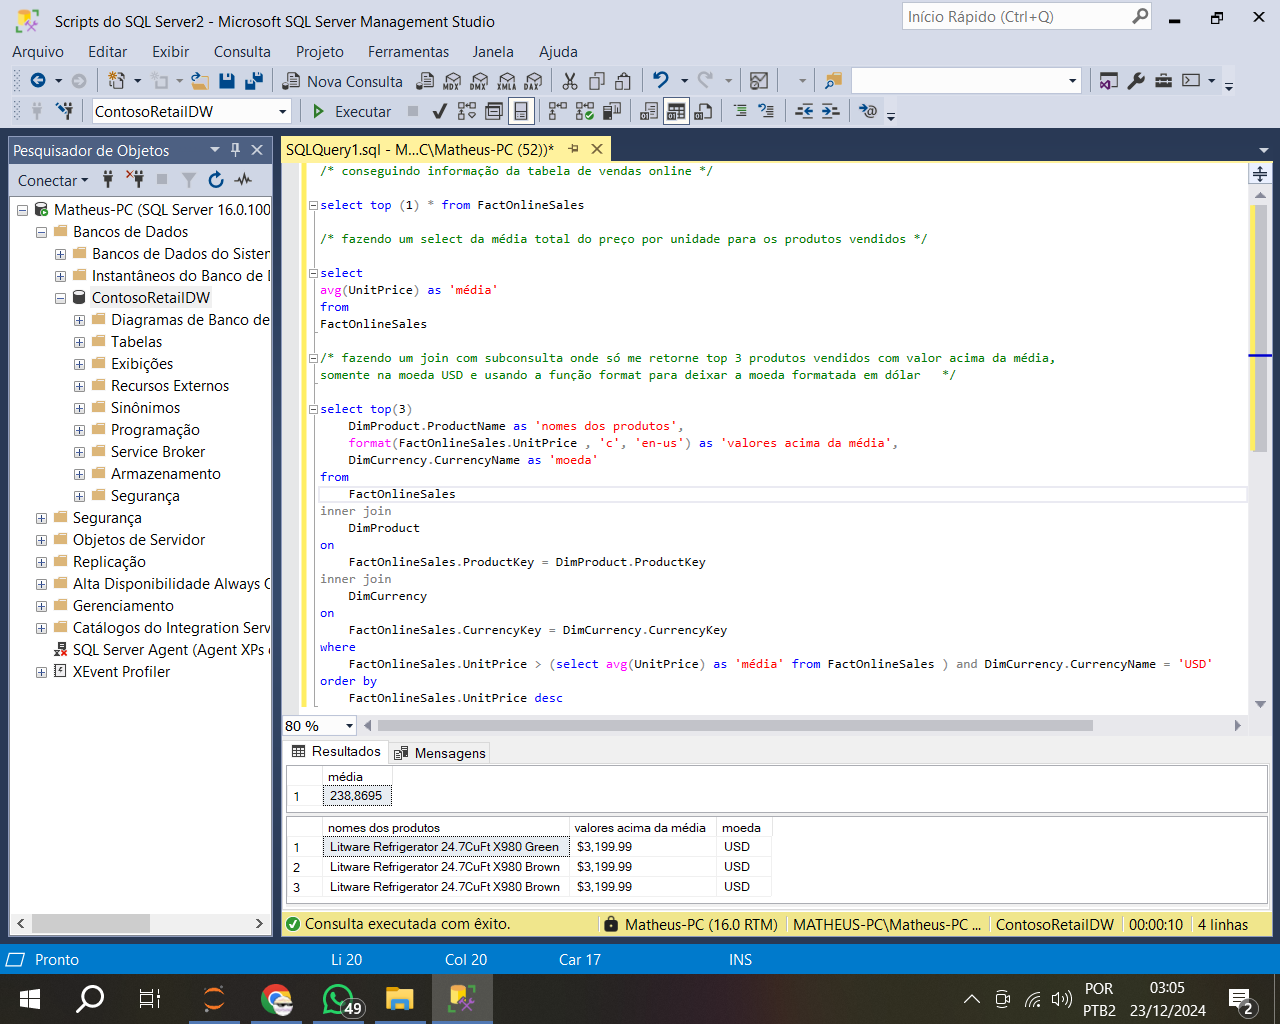 Scripts do SQL Server2 - Microsoft SQL Server Management Studio
Início Rápido (Ctrl+Q)
Arquivo Editar Exibir Consulta Projeto Ferramentas Janela Ajuda
Nova Consulta MDX DMX XMLA DAX
ContosoRetailDW Executar
Pesquisador de Objetos
Conectar
Matheus-PC (SQL Server 16.0.100
Bancos de Dados
Bancos de Dados do Sister
Instantâneos do Banco de I
ContosoRetailDW
Diagramas de Banco de
Tabelas
Exibições
Recursos Externos
Sinônimos
Programação
Service Broker
Armazenamento
Segurança
Segurança
Objetos de Servidor
Replicação
Alta Disponibilidade Always C
Gerenciamento
Catálogos do Integration Serv
SQL Server Agent (Agent XPs
XEvent Profiler
SQLQuery1.sql - M...C\Matheus-PC (52))*
/* conseguindo informação da tabela de vendas online */
select top (1) * from FactOnlineSales
/* fazendo um select da média total do preço por unidade para os produtos vendidos */
select
avg(UnitPrice) as 'média'
from
FactOnlineSales
/* fazendo um join com subconsulta onde só me retorne top 3 produtos vendidos com valor acima da média,
somente na moeda USD e usando a função format para deixar a moeda formatada em dólar */
select top(3)
DimProduct.ProductName as 'nomes dos produtos',
format(FactOnlineSales.UnitPrice , 'c', 'en-us') as 'valores acima da média',
DimCurrency.CurrencyName as 'moeda'
from
FactOnlineSales
inner join
DimProduct
on
FactOnlineSales.ProductKey = DimProduct.ProductKey
inner join
DimCurrency
on
FactOnlineSales.CurrencyKey = DimCurrency.CurrencyKey
where
FactOnlineSales.UnitPrice > (select avg(UnitPrice) as 'média' from FactOnlineSales ) and DimCurrency.CurrencyName = 'USD'
order by
FactOnlineSales.UnitPrice desc
80 %
Resultados Mensagens
média
1 238,8695
nomes dos produtos valores acima da média moeda
1 Litware Refrigerator 24.7CuFt X980 Green $3,199.99 USD
2 Litware Refrigerator 24.7CuFt X980 Brown $3,199.99 USD
3 Litware Refrigerator 24.7CuFt X980 Brown $3,199.99 USD
Consulta executada com êxito. Matheus-PC (16.0 RTM) MATHEUS-PC\Matheus-PC ... ContosoRetailDW 00:00:10 4 linhas
Pronto Li 20 Col 20 Car 17 INS
49
POR
PTB2
03:05
23/12/2024
2